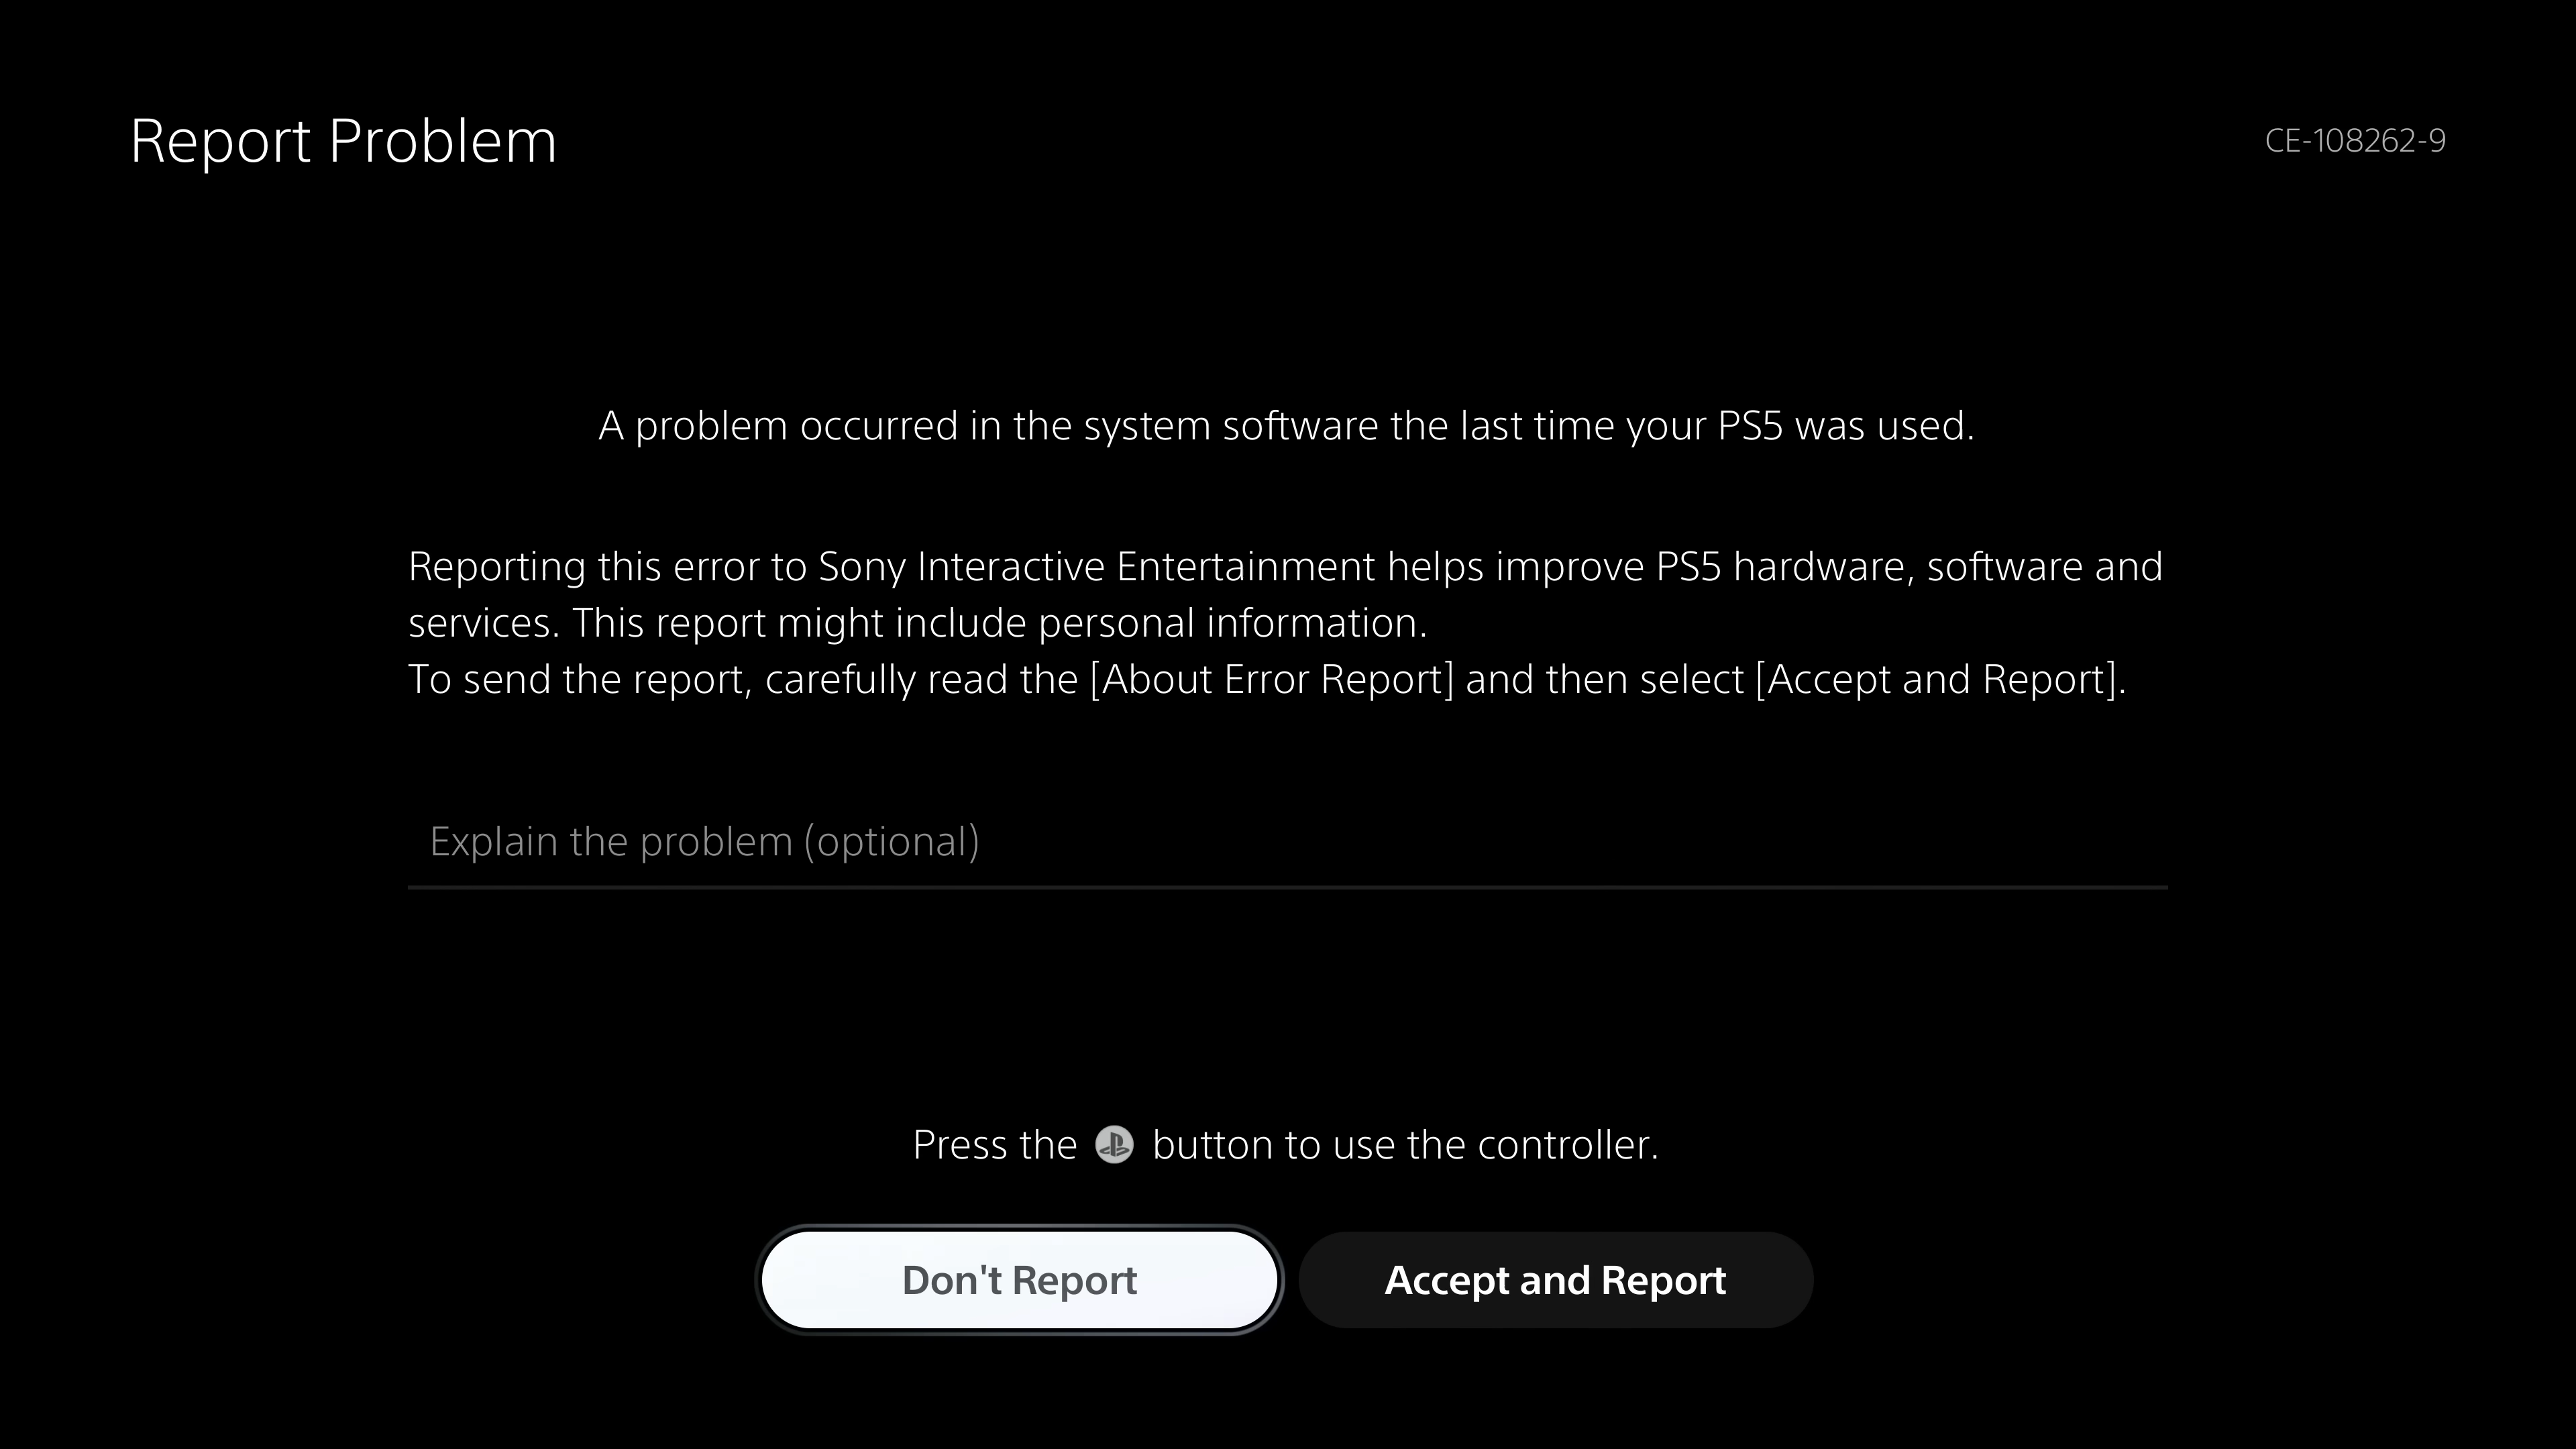 Report Problem
CE-108262-9
A problem occurred in the system software the last time your PS5 was used.
Reporting this error to Sony Interactive Entertainment helps improve PS5 hardware, software and
services. This report might include personal information.
To send the report, carefully read the [About Error Report] and then select [Accept and Report].
Explain the problem (optional)
Press the button to use the controller.
Don't Report
Accept and Report